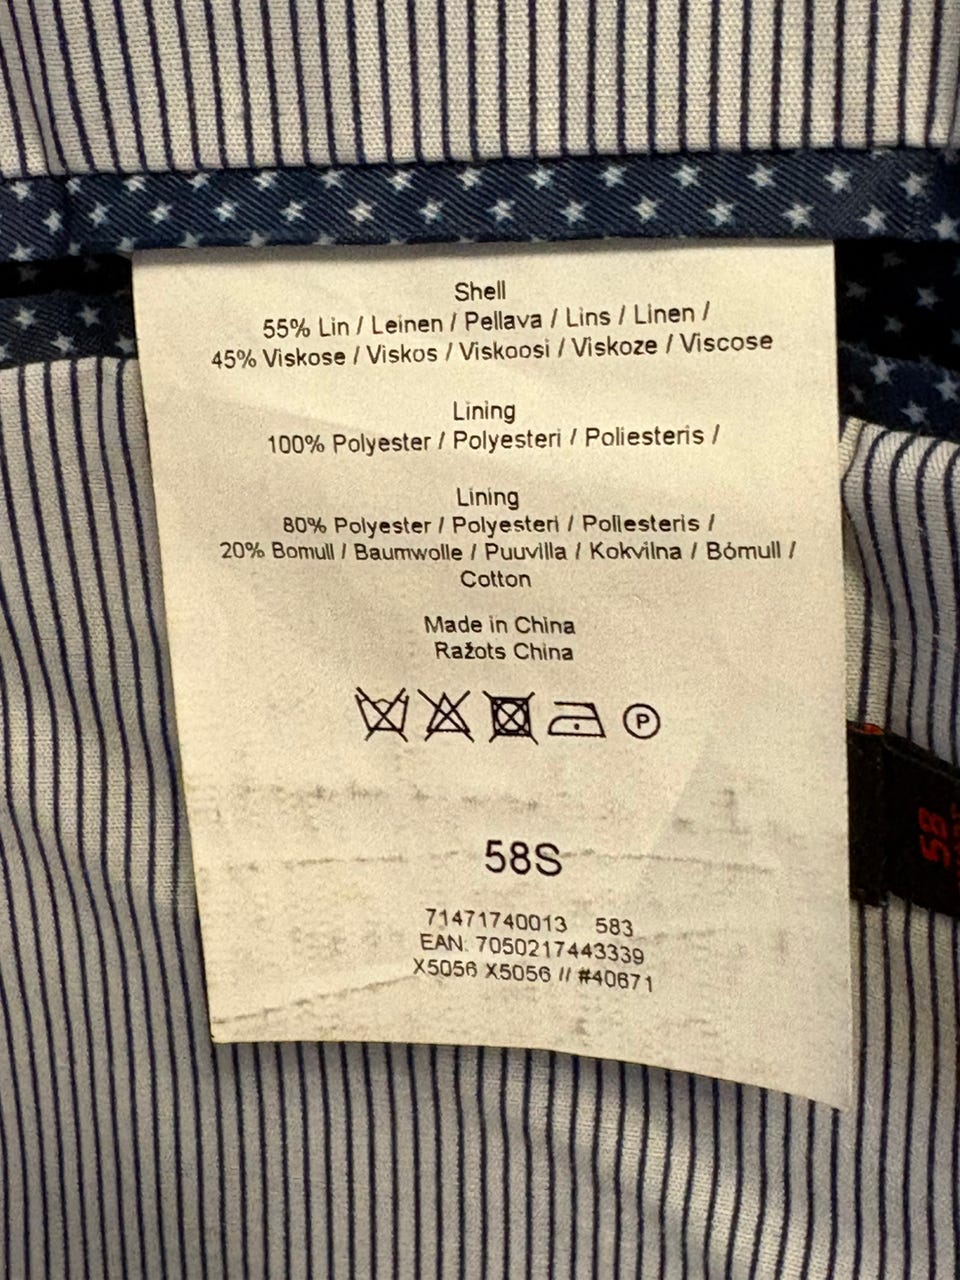 Shell
55% Lin / Leinen / Pellava / Lins / Linen /
45% Viskose / Viskos / Viskoosi / Viskoze / Viscose
Lining
100% Polyester / Polyesteri / Poliesteris /
Lining
80% Polyester / Polyesteri / Poliesteris /
20% Bomull / Baumwolle / Puuvilla / Kokvilna / Bómull /
Cotton
Made in China
Ražots China
P
58S
71471740013 583
EAN: 7050217443339
X5056 X5056 // #40671
58